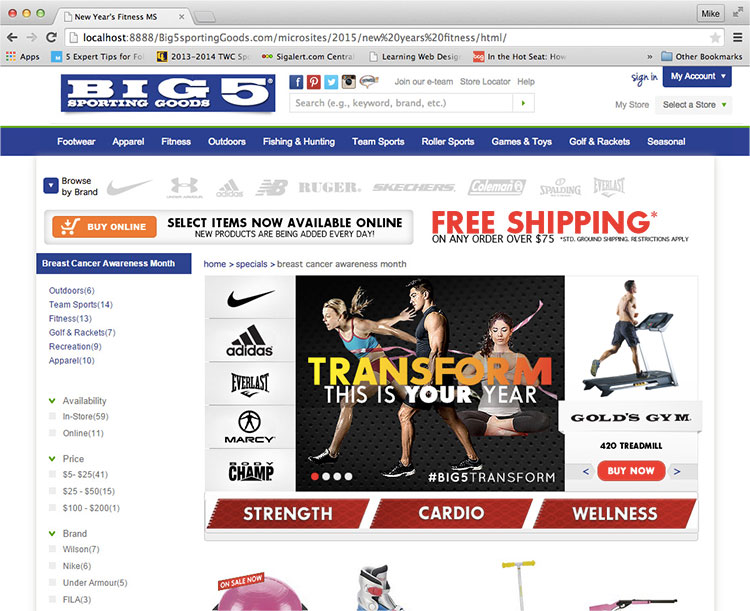 New Year's Fitness MS
Mike
localhost:8888/Big5sportingGoods.com/microsites/2015/new%20years%20fitness/html/
Apps
5 Expert Tips for Fol
2013-2014 TWC Spo
Sigalert.com Central
Learning Web Design
In the Hot Seat: How
»
Other Bookmarks
BIG 5®
SPORTING GOODS
Join our e-team Store Locator Help
sign in
My Account
Search (e.g., keyword, brand, etc.)
My Store
Select a Store
Footwear Apparel Fitness Outdoors Fishing & Hunting Team Sports Roller Sports Games & Toys Golf & Rackets Seasonal
Browse
by Brand
UNDER ARMOUR
adidas
NB
RUGER
SKECHERS
Coleman
SPALDING
EVERLAST
BUY ONLINE
SELECT ITEMS NOW AVAILABLE ONLINE
NEW PRODUCTS ARE BEING ADDED EVERY DAY!
FREE SHIPPING*
ON ANY ORDER OVER $75 *STD. GROUND SHIPPING. RESTRICTIONS APPLY
Breast Cancer Awareness Month
home > specials > breast cancer awareness month
Outdoors(6)
Team Sports(14)
Fitness(13)
Golf & Rackets(7)
Recreation(9)
Apparel(10)
Availability
In-Store(59)
Online(11)
Price
$5- $25(41)
$25 - $50(15)
$100 - $200(1)
Brand
Wilson(7)
Nike(6)
Under Armour(5)
FILA(3)
adidas
EVERLAST
MARCY
BODY
CHAMP
TRANSFORM
THIS IS YOUR YEAR
#BIG5TRANSFORM
GOLD'S GYM
420 TREADMILL
< BUY NOW >
STRENGTH
CARDIO
WELLNESS
ON SALE NOW